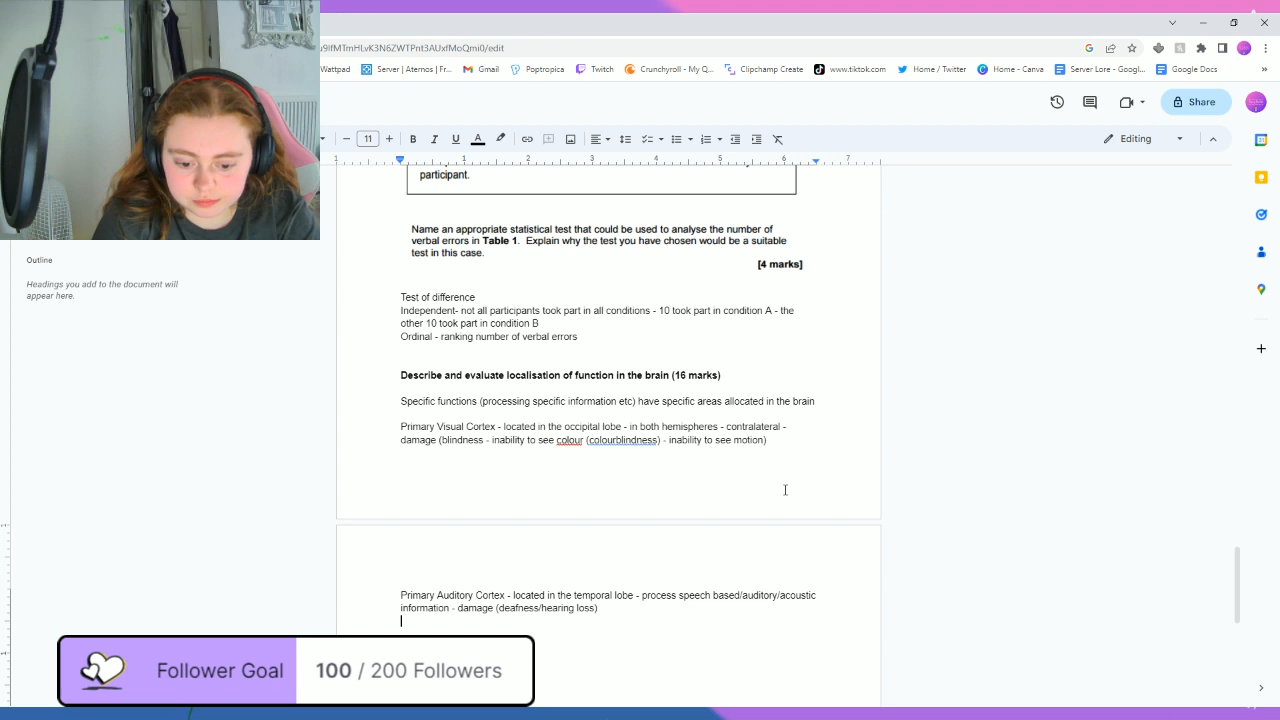 u9IfMTmHLvK3N6ZWTPnt3AUxfMoQmi0/edit
Wattpad Server | Aternos | Fr... Gmail Poptropica Twitch Crunchyroll - My Q... Clipchamp Create www.tiktok.com Home / Twitter Home - Canva Server Lore - Googl... Google Docs »
Share
11 B I U A Editing
1 1 2 3 4 5 6 7
participant.
Name an appropriate statistical test that could be used to analyse the number of
verbal errors in Table 1. Explain why the test you have chosen would be a suitable
test in this case.
[4 marks]
Outline
Headings you add to the document will
appear here.
Test of difference
Independent- not all participants took part in all conditions - 10 took part in condition A - the
other 10 took part in condition B
Ordinal - ranking number of verbal errors
Describe and evaluate localisation of function in the brain (16 marks)
Specific functions (processing specific information etc) have specific areas allocated in the brain
Primary Visual Cortex - located in the occipital lobe - in both hemispheres - contralateral -
damage (blindness - inability to see colour (colourblindness) - inability to see motion)
Primary Auditory Cortex - located in the temporal lobe - process speech based/auditory/acoustic
information - damage (deafness/hearing loss)
Follower Goal 100 / 200 Followers